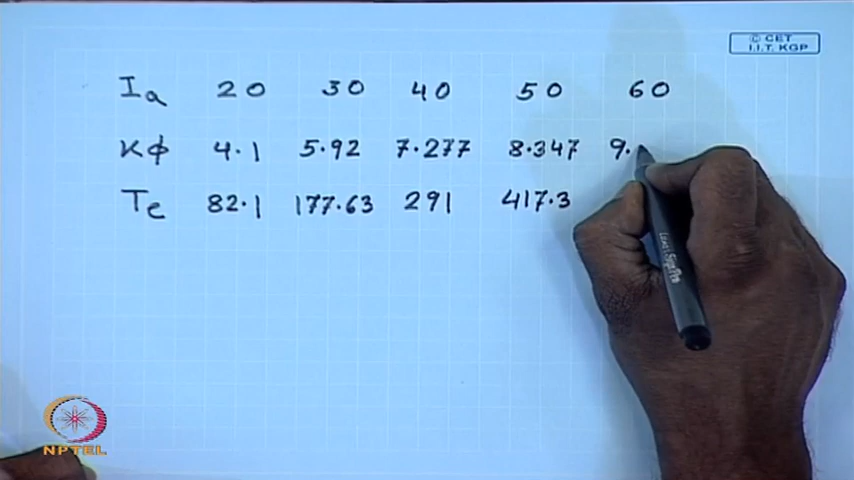 © CET
I.I.T. KGP
Ia 20 30 40 50 60
Kϕ 4.1 5.92 7.277 8.347 9.
Te 82.1 177.63 291 417.3
NPTEL